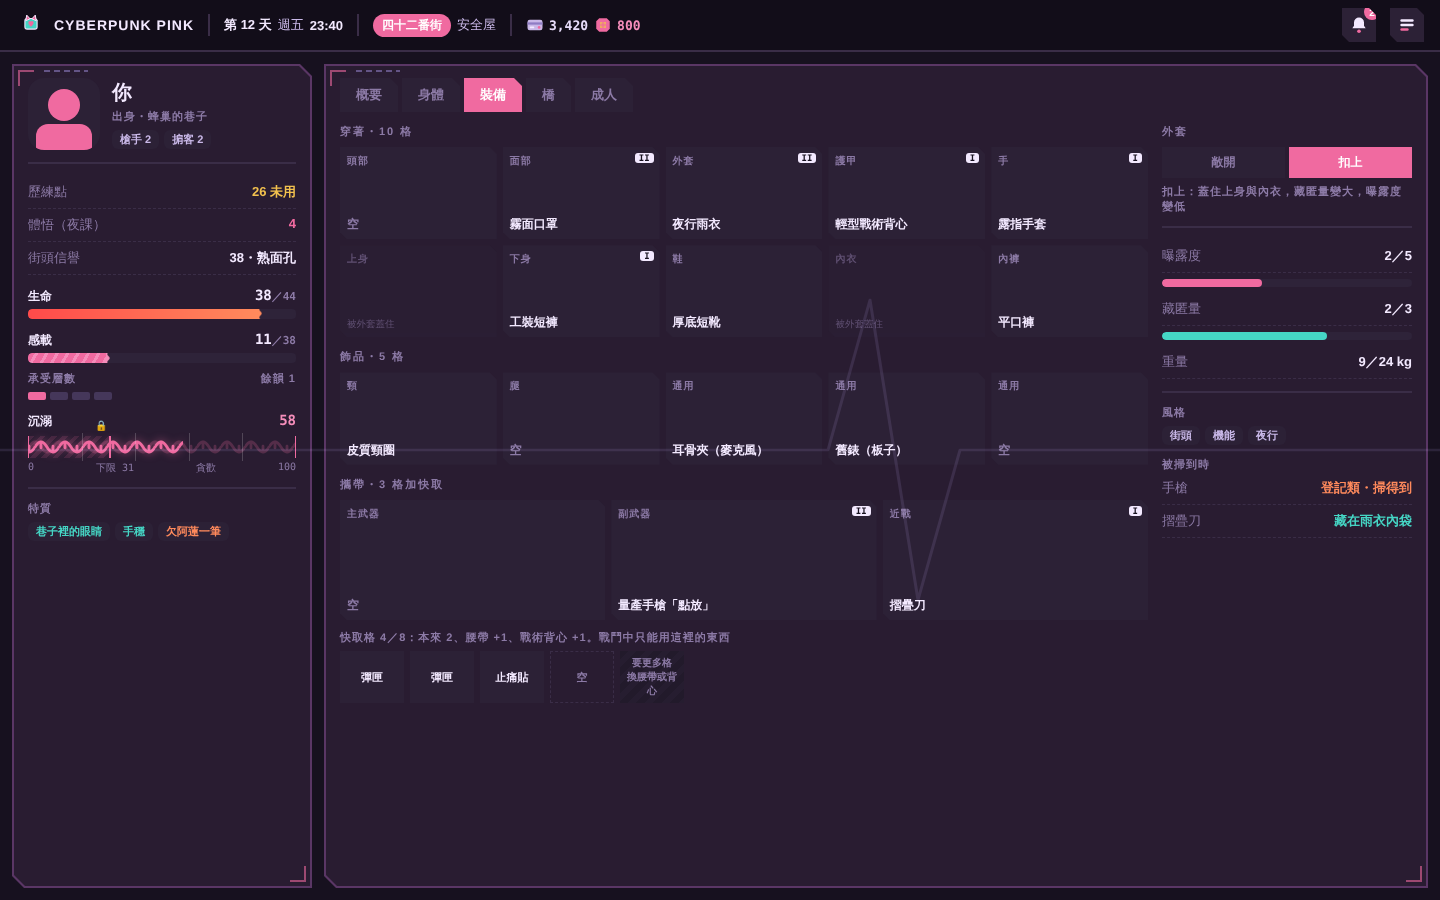 CYBERPUNK PINK
第 12 天 週五 23:40
四十二番街 安全屋
3,420 800
你
出身・蜂巢的巷子
槍手 2 掮客 2
歷練點 26 未用
體悟（夜課） 4
街頭信譽 38・熟面孔
生命 38／44
感載 11／38
承受層數 餘韻 1
沉溺 58
0 下限 31 貪歡 100
特質
巷子裡的眼睛 手穩 欠阿蓮一筆
概要 身體 裝備 橋 成人
穿著・10 格
頭部 面部 II 外套 II 護甲 I 手 I
空 霧面口罩 夜行雨衣 輕型戰術背心 露指手套
上身 下身 I 鞋 內衣 內褲
被外套蓋住 工裝短褲 厚底短靴 被外套蓋住 平口褲
飾品・5 格
頸 腿 通用 通用 通用
皮質頸圈 空 耳骨夾（麥克風） 舊錶（板子） 空
攜帶・3 格加快取
主武器 副武器 II 近戰 I
空 量產手槍「點放」 摺疊刀
快取格 4／8：本來 2、腰帶 +1、戰術背心 +1。戰鬥中只能用這裡的東西
彈匣 彈匣 止痛貼 空 要更多格
換腰帶或背
心
外套
敞開 扣上
扣上：蓋住上身與內衣，藏匿量變大，曝露度
變低
曝露度 2／5
藏匿量 2／3
重量 9／24 kg
風格
街頭 機能 夜行
被掃到時
手槍 登記類・掃得到
摺疊刀 藏在雨衣內袋